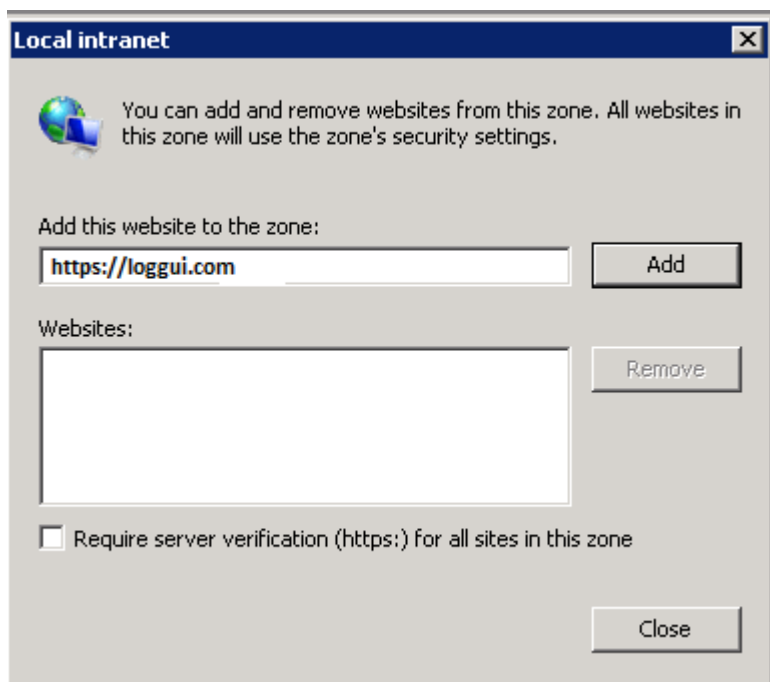 Local intranet
You can add and remove websites from this zone. All websites in
this zone will use the zone's security settings.
Add this website to the zone:
https://loggui.com
Add
Websites:
Remove
Require server verification (https:) for all sites in this zone
Close